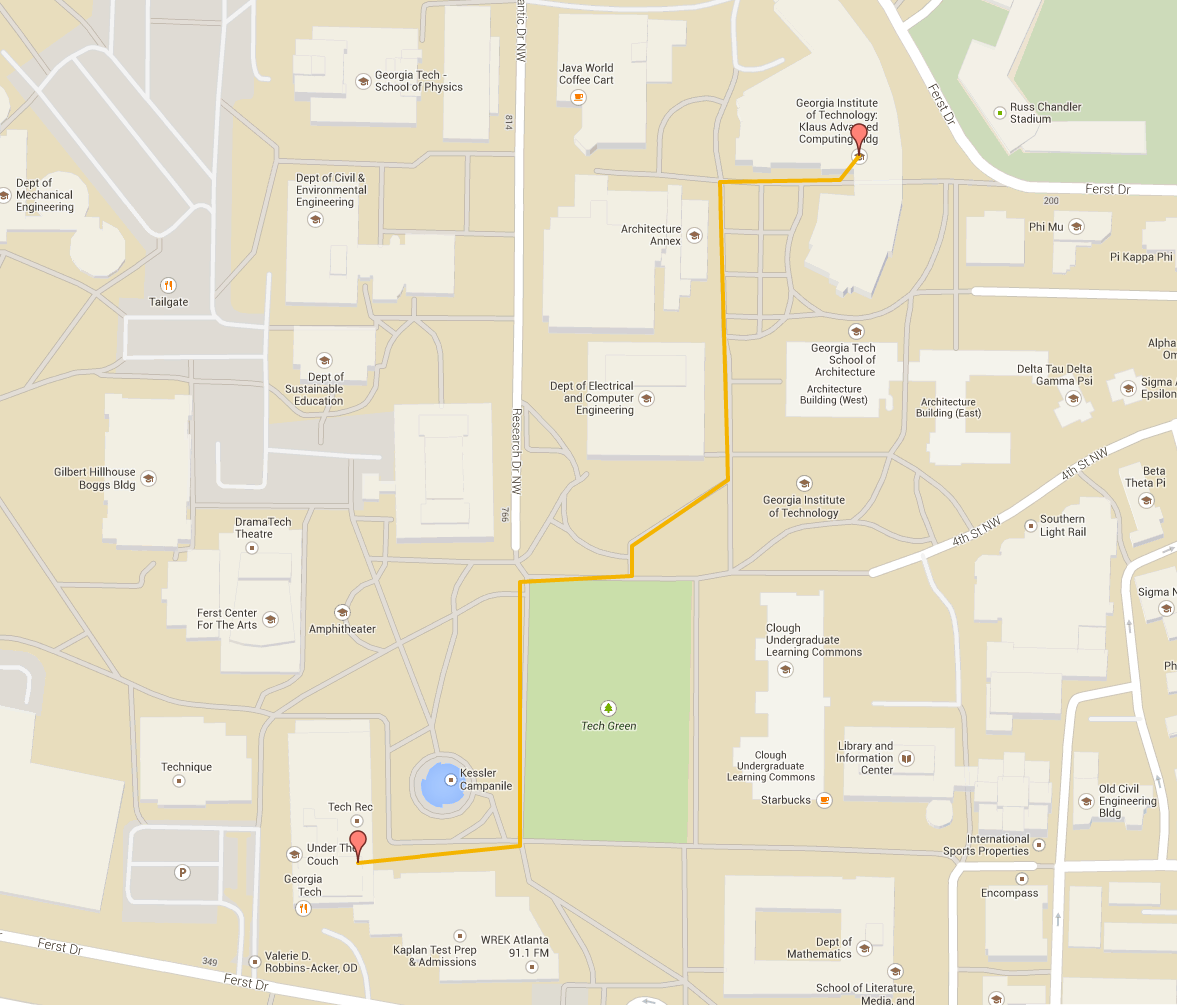 antic Dr NW
Java World
Coffee Cart
Georgia Tech -
School of Physics
814
Georgia Institute
of Technology:
Klaus Advanced
Computing Bldg
Ferst Dr
Russ Chandler
Stadium
Dept of
Mechanical
Engineering
Dept of Civil &
Environmental
Engineering
Ferst Dr
200
Architecture
Annex
Phi Mu
Pi Kappa Phi
Tailgate
Georgia Tech
School of
Architecture
Architecture
Building (West)
Alpha
Om
Dept of
Sustainable
Education
Dept of Electrical
and Computer
Engineering
Delta Tau Delta
Gamma Psi
Sigma A
Epsilon
Architecture
Building (East)
Research Dr NW
4th St NW
Gilbert Hillhouse
Boggs Bldg
Beta
Theta Pi
Georgia Institute
of Technology
766
DramaTech
Theatre
4th St NW
Southern
Light Rail
Ferst Center
For The Arts
Amphitheater
Sigma N
Clough
Undergraduate
Learning Commons
Ph
Tech Green
Technique
Kessler
Campanile
Clough
Undergraduate
Learning Commons
Library and
Information
Center
Starbucks
Old Civil
Engineering
Bldg
Tech Rec
Under The
Couch
International
Sports Properties
P
Georgia
Tech
Encompass
Ferst Dr
349
Valerie D.
Robbins-Acker, OD
Ferst Dr
Kaplan Test Prep
& Admissions
WREK Atlanta
91.1 FM
Dept of
Mathematics
School of Literature,
Media, and